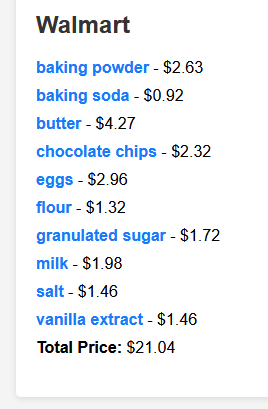 Walmart
baking powder - $2.63
baking soda - $0.92
butter - $4.27
chocolate chips - $2.32
eggs - $2.96
flour - $1.32
granulated sugar - $1.72
milk - $1.98
salt - $1.46
vanilla extract - $1.46
Total Price: $21.04